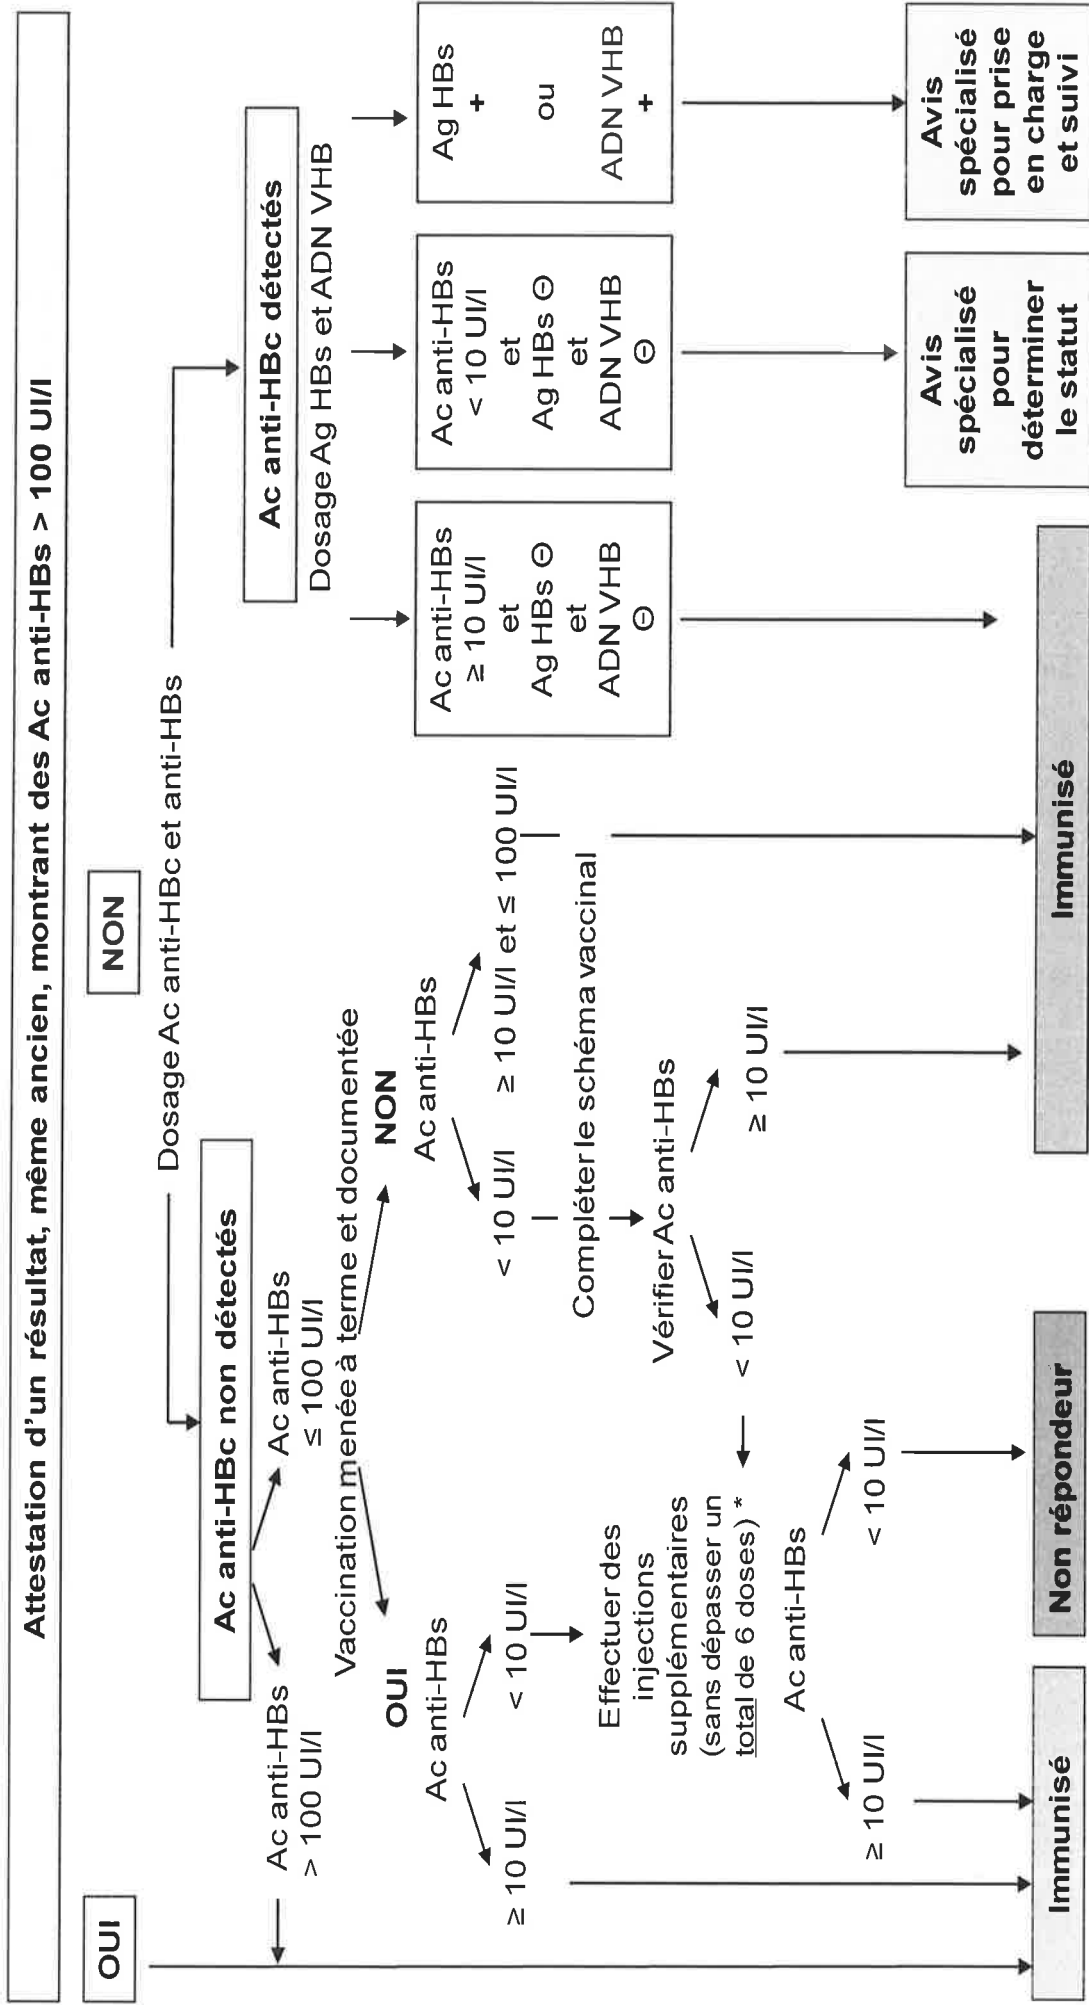 Attestation d'un résultat, même ancien, montrant des Ac anti-HBs > 100 UI/l
OUI
NON
Dosage Ac anti-HBc et anti-HBs
Ac anti-HBc non détectés
Ac anti-HBs
> 100 UI/l
Ac anti-HBs
≤ 100 UI/l
Vaccination menée à terme et documentée
OUI
Ac anti-HBs
≥ 10 UI/l
< 10 UI/l
Effectuer des
injections
supplémentaires
(sans dépasser un
total de 6 doses) *
Ac anti-HBs
≥ 10 UI/l
< 10 UI/l
NON
Ac anti-HBs
< 10 UI/l
≥ 10 UI/l et ≤ 100 UI/l
Compléter le schéma vaccinal
Vérifier Ac anti-HBs
< 10 UI/l
≥ 10 UI/l
Ac anti-HBc détectés
Dosage Ag HBs et ADN VHB
Ac anti-HBs
≥ 10 UI/l
et
Ag HBs ⊖
et
ADN VHB
⊖
Ac anti-HBs
< 10 UI/l
et
Ag HBs ⊖
et
ADN VHB
⊖
Ag HBs
+
ou
ADN VHB
+
Immunisé
Non répondeur
Immunisé
Avis
spécialisé
pour
déterminer
le statut
Avis
spécialisé
pour prise
en charge
et suivi